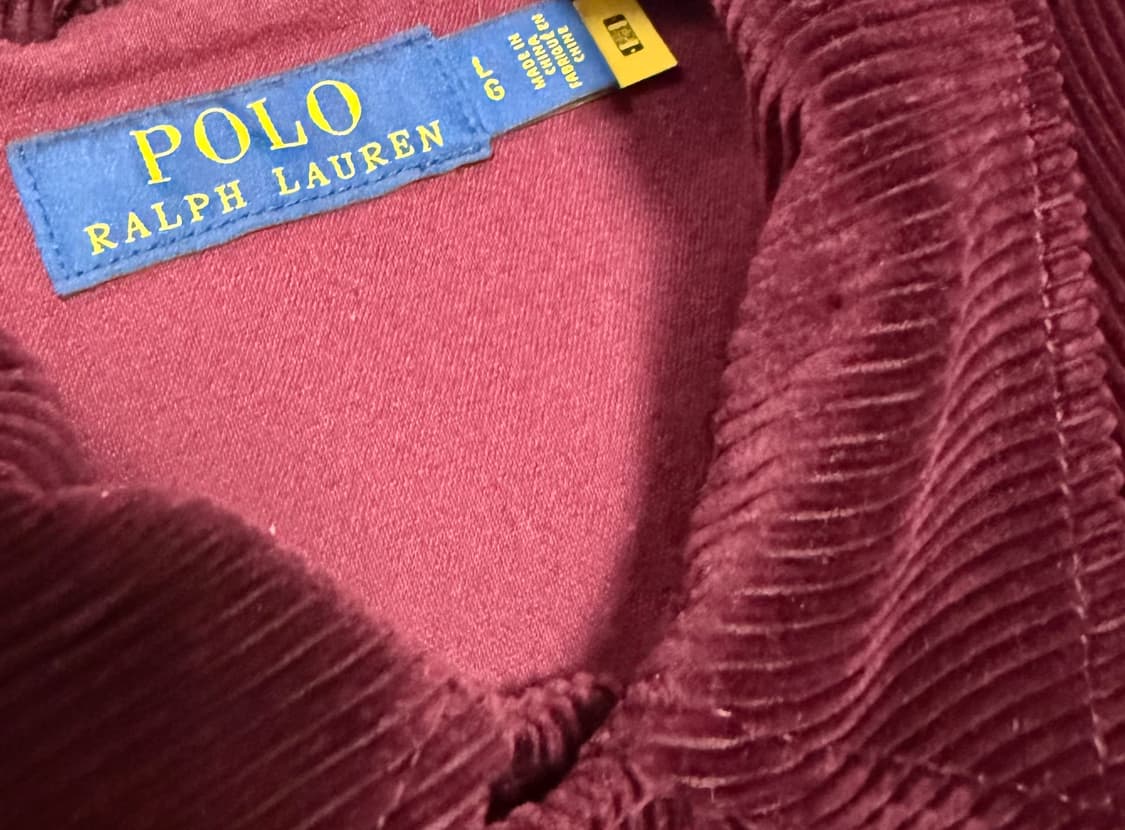 POLO
RALPH LAUREN
L
G
MADE IN
CHINA
FABRIQUÉ EN
CHINE